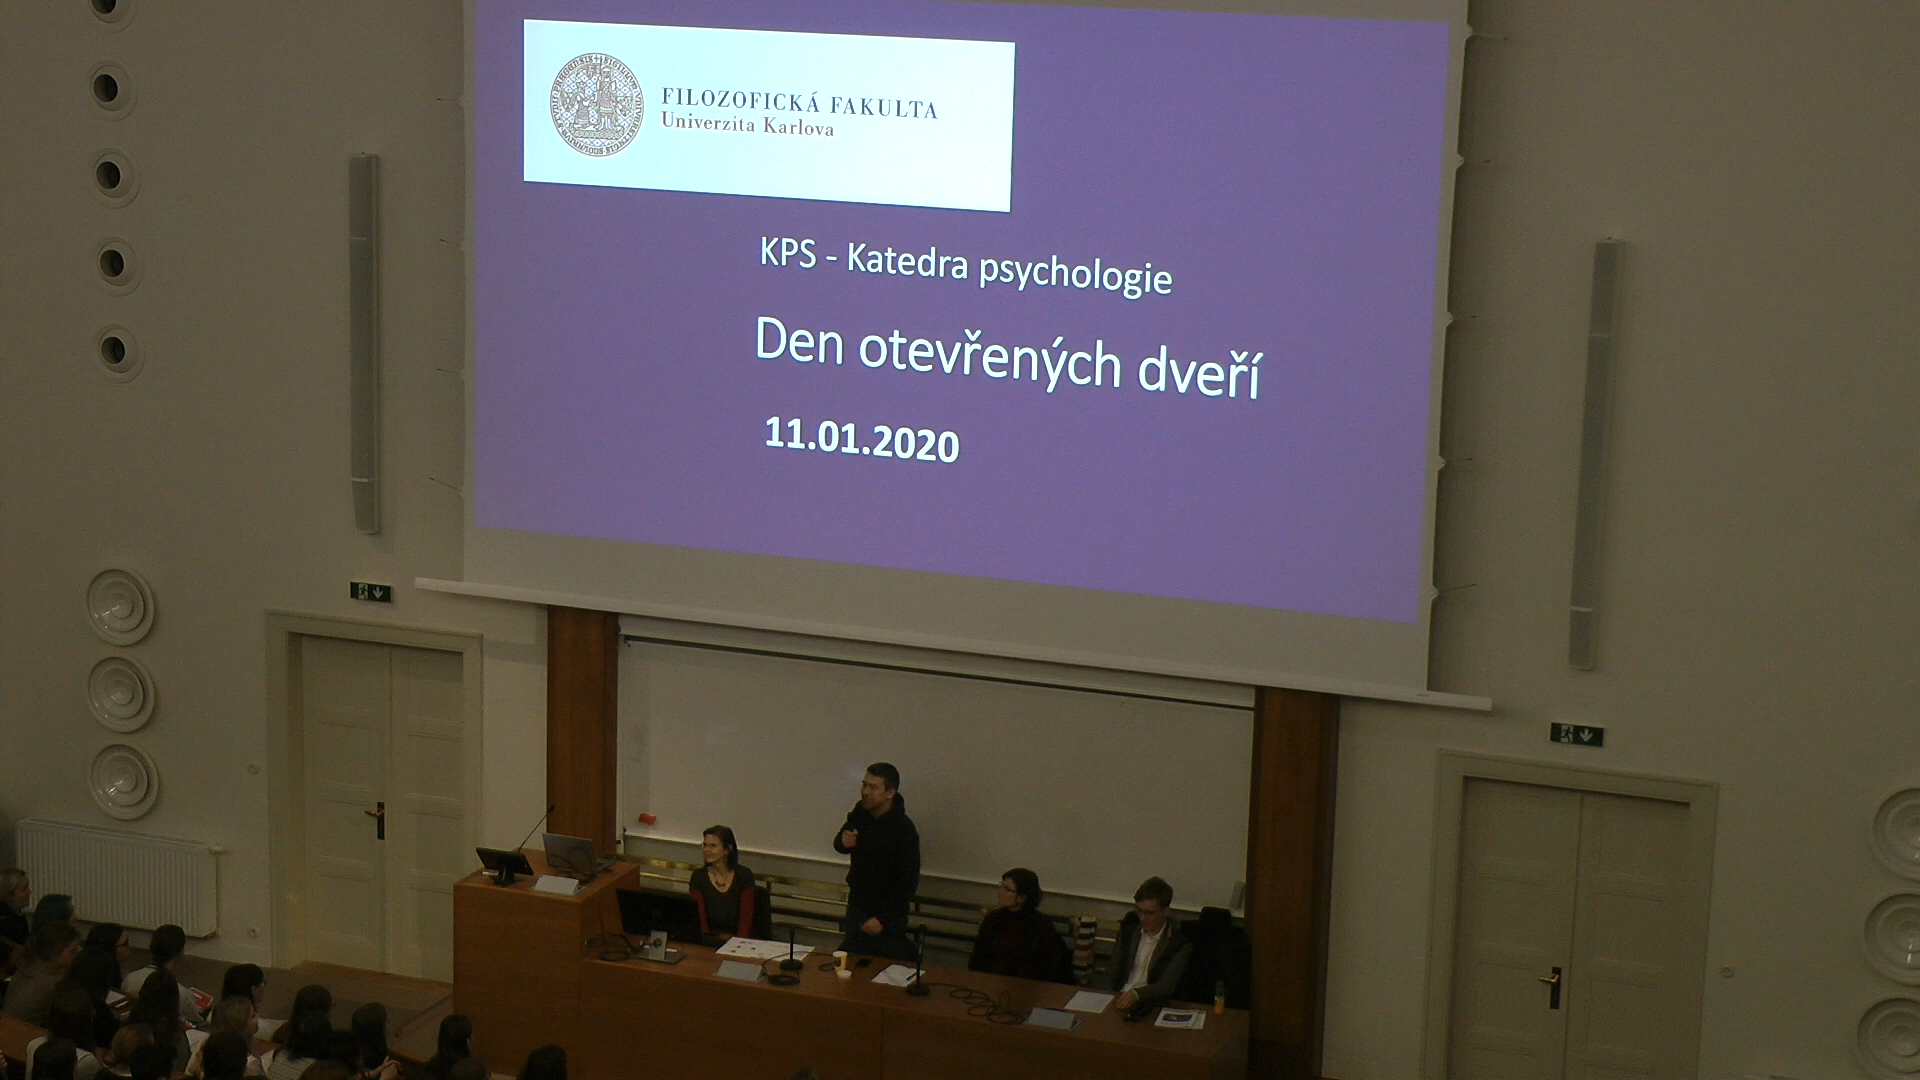 FILOZOFICKÁ FAKULTA
Univerzita Karlova
KPS - Katedra psychologie
Den otevřených dveří
11.01.2020